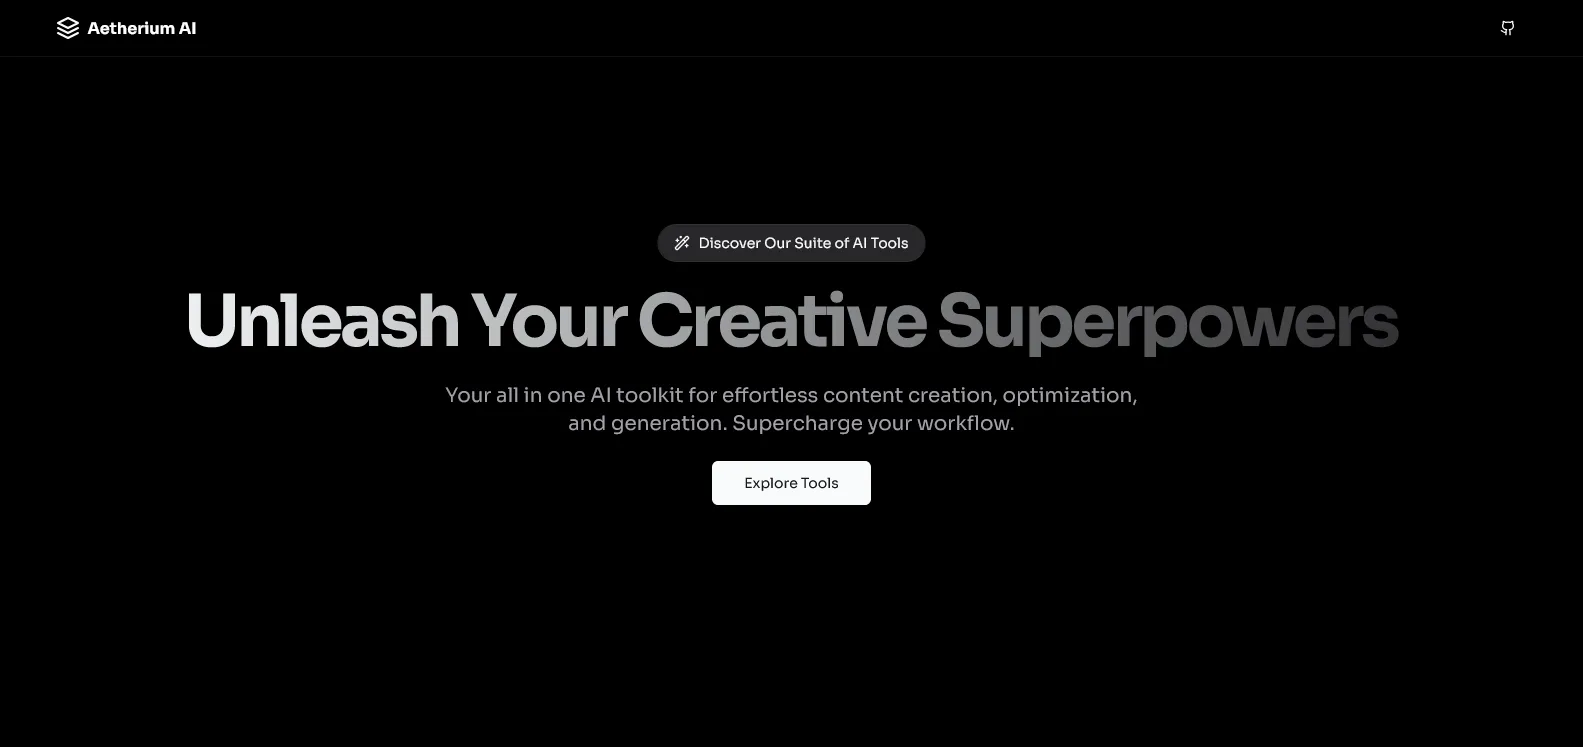 Aetherium AI
Discover Our Suite of AI Tools
Unleash Your Creative Superpowers
Your all in one AI toolkit for effortless content creation, optimization,
and generation. Supercharge your workflow.
Explore Tools